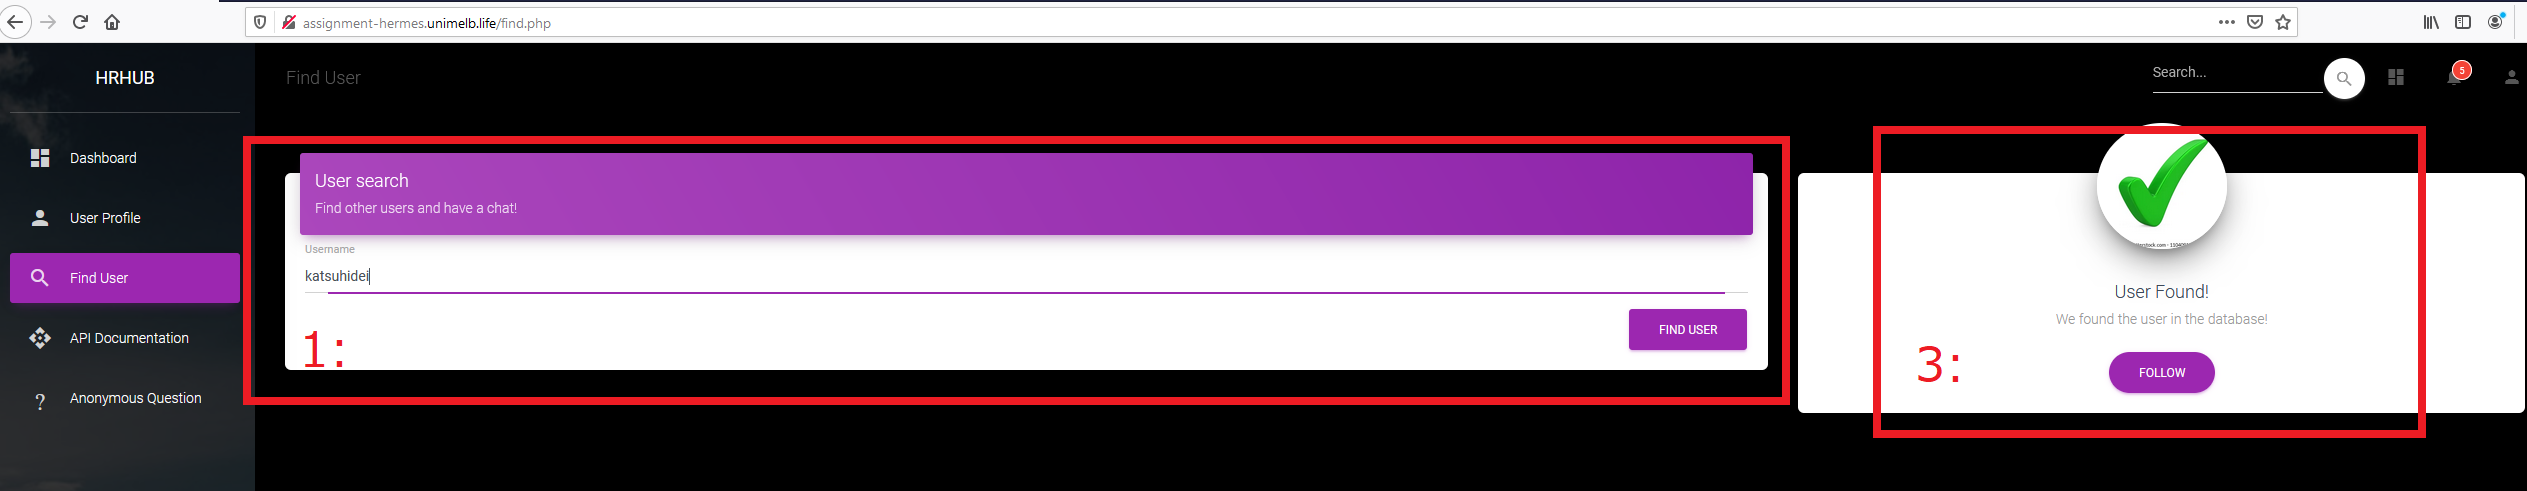 assignment-hermes.unimelb.life/find.php
HRHUB
Find User
Search...
5
Dashboard
User Profile
Find User
API Documentation
? Anonymous Question
User search
Find other users and have a chat!
Username
katsuhidei
FIND USER
1:
User Found!
We found the user in the database!
3:
FOLLOW